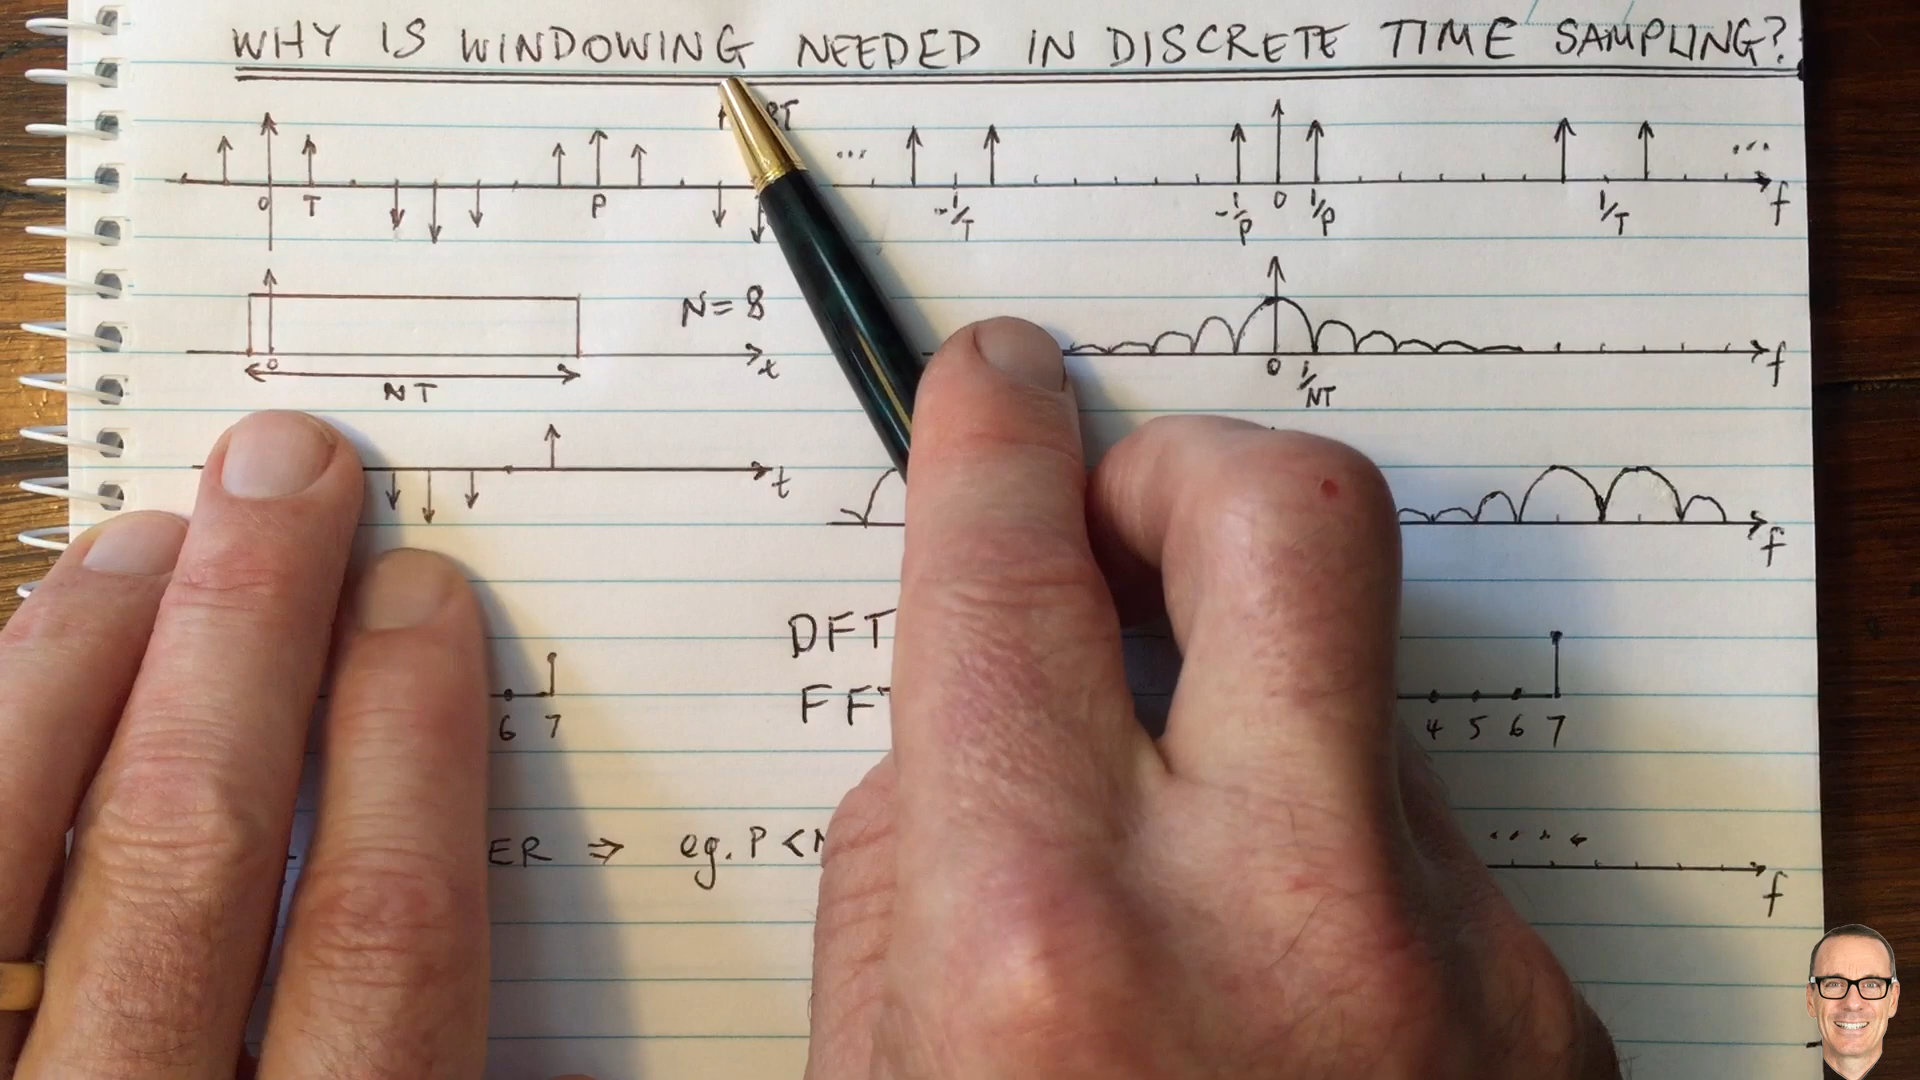 WHY IS WINDOWING NEEDED IN DISCRETE TIME SAMPLING?
0 T P ... -1/T -1/P 0 1/P 1/T ... f
0 NT N=8 t 0 1/NT f
t f
DFT
6 7 4 5 6 7
ER ⇒ eg. P < f